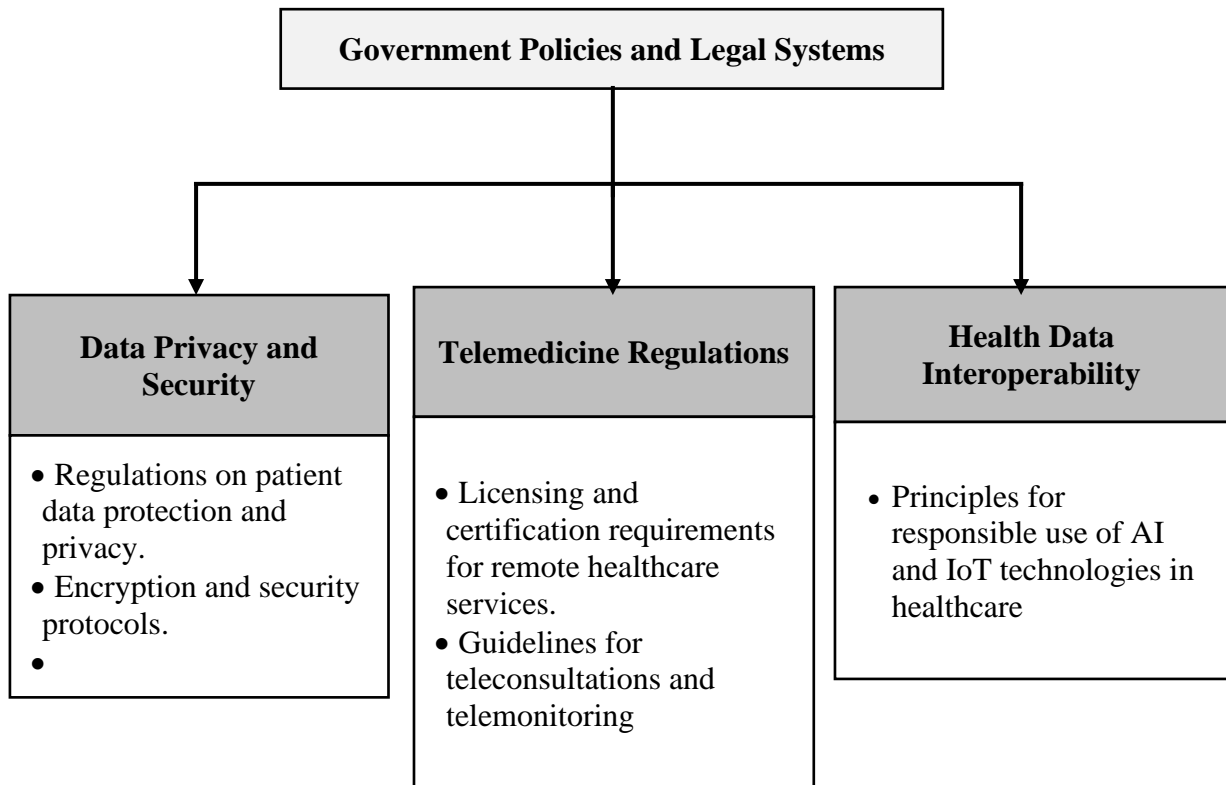 Government Policies and Legal Systems
Data Privacy and
Security
• Regulations on patient
data protection and
privacy.
• Encryption and security
protocols.
•
Telemedicine Regulations
• Licensing and
certification requirements
for remote healthcare
services.
• Guidelines for
teleconsultations and
telemonitoring
Health Data
Interoperability
• Principles for
responsible use of AI
and IoT technologies in
healthcare